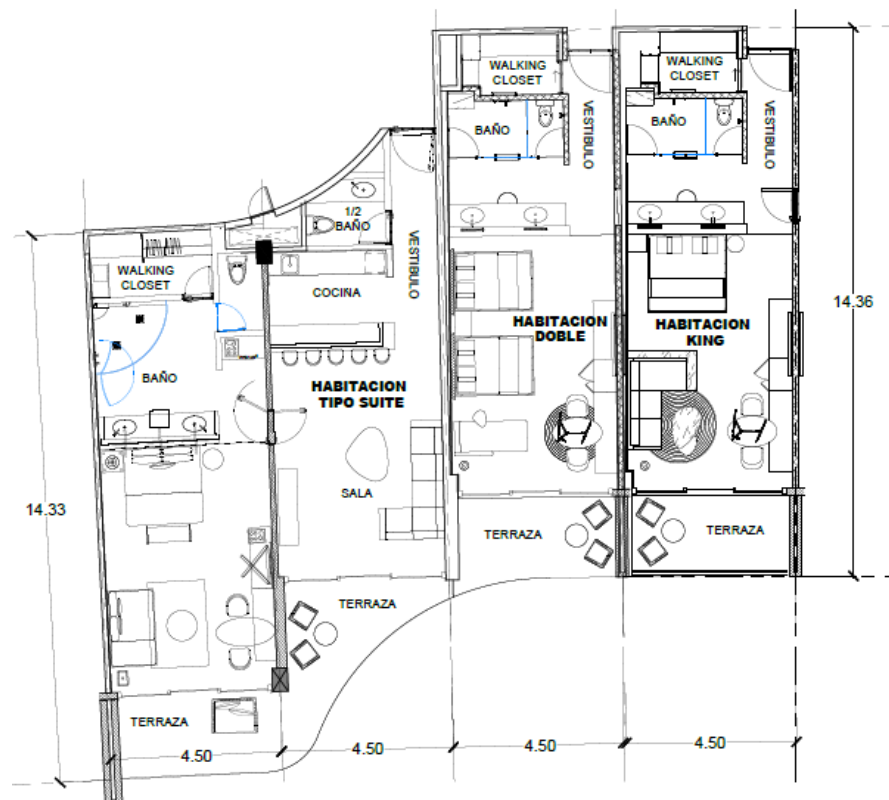 WALKING
CLOSET
BAÑO
VESTIBULO
HABITACION
DOBLE
TERRAZA
WALKING
CLOSET
BAÑO
VESTIBULO
HABITACION
KING
TERRAZA
14.36
1/2
BAÑO
VESTIBULO
COCINA
HABITACION
TIPO SUITE
SALA
TERRAZA
WALKING
CLOSET
BAÑO
TERRAZA
14.33
4.50
4.50
4.50
4.50